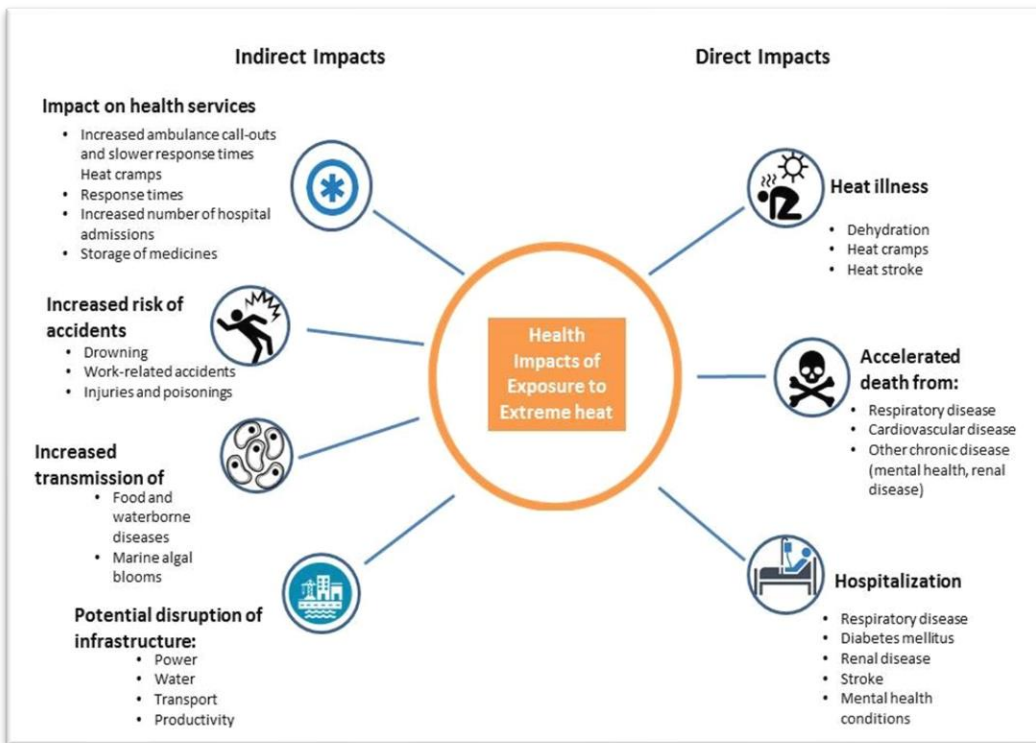 Indirect Impacts
Impact on health services
• Increased ambulance call-outs
and slower response times
Heat cramps
• Response times
• Increased number of hospital
admissions
• Storage of medicines
Increased risk of
accidents
• Drowning
• Work-related accidents
• Injuries and poisonings
Increased
transmission of
• Food and
waterborne
diseases
• Marine algal
blooms
Potential disruption of
infrastructure:
• Power
• Water
• Transport
• Productivity
Health
Impacts of
Exposure to
Extreme heat
Direct Impacts
Heat illness
• Dehydration
• Heat cramps
• Heat stroke
Accelerated
death from:
• Respiratory disease
• Cardiovascular disease
• Other chronic disease
(mental health, renal
disease)
Hospitalization
• Respiratory disease
• Diabetes mellitus
• Renal disease
• Stroke
• Mental health
conditions